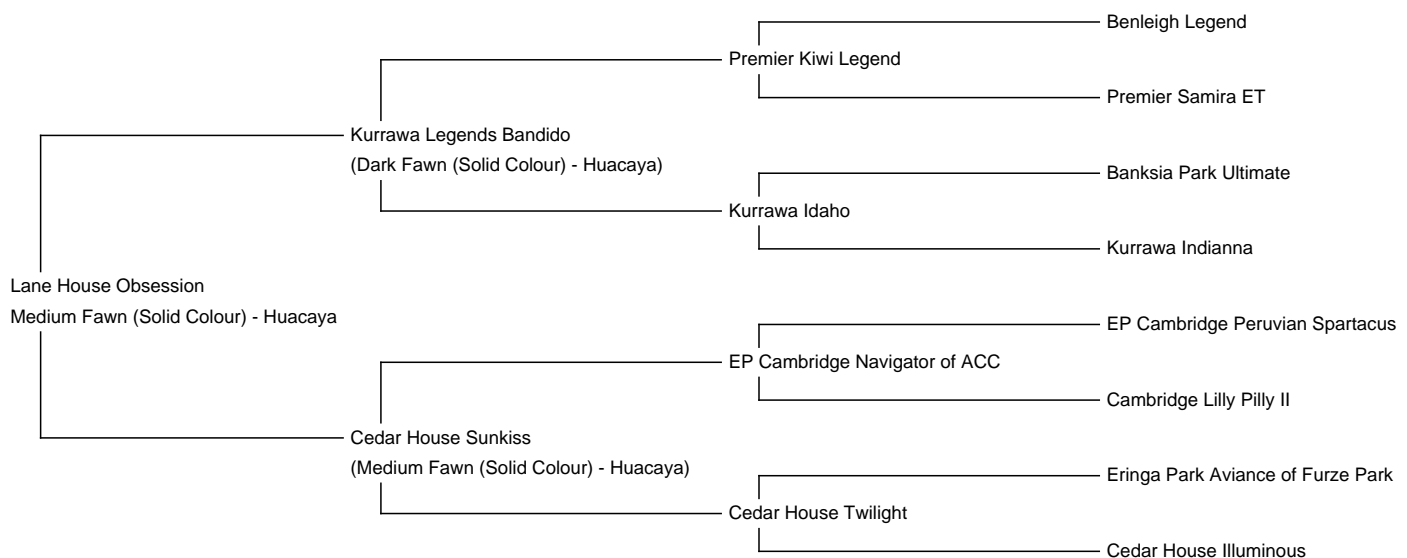 Benleigh Legend
Premier Kiwi Legend
Premier Samira ET
Kurrawa Legends Bandido
(Dark Fawn (Solid Colour) - Huacaya)
Banksia Park Ultimate
Kurrawa Idaho
Kurrawa Indianna
Lane House Obsession
Medium Fawn (Solid Colour) - Huacaya
EP Cambridge Peruvian Spartacus
EP Cambridge Navigator of ACC
Cambridge Lilly Pilly II
Cedar House Sunkiss
(Medium Fawn (Solid Colour) - Huacaya)
Eringa Park Aviance of Furze Park
Cedar House Twilight
Cedar House Illuminous